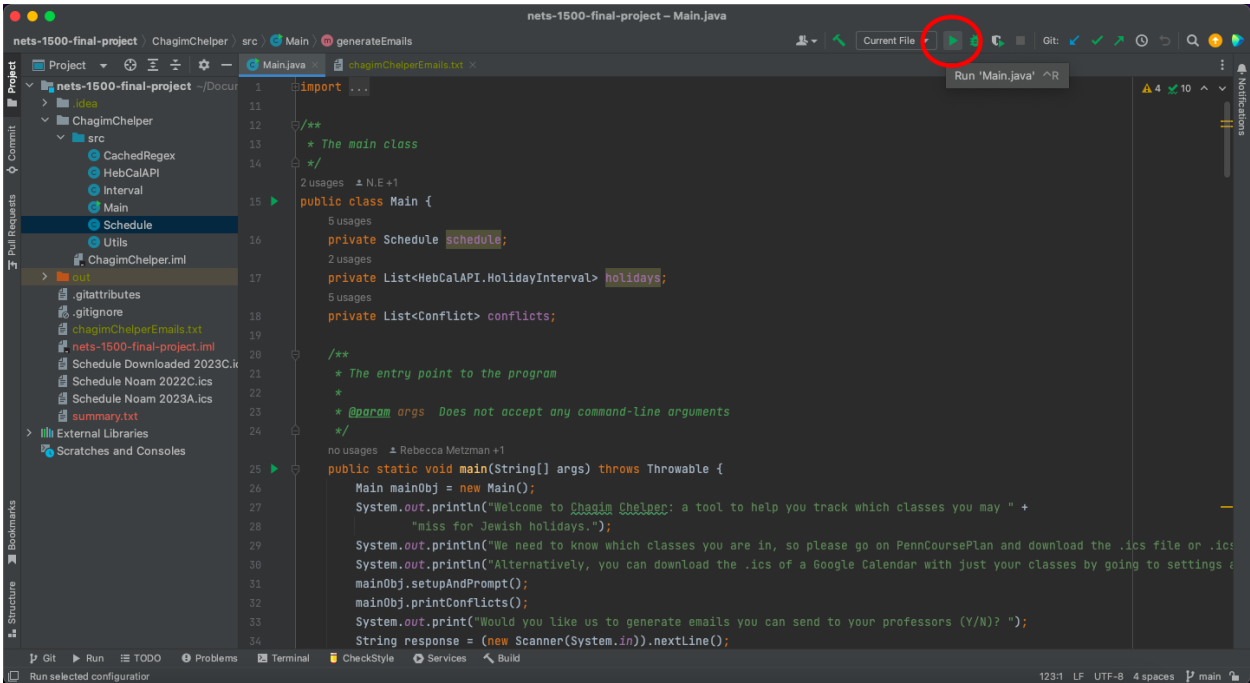 nets-1500-final-project – Main.java
nets-1500-final-project 〉 ChagimChelper 〉 src 〉 Main 〉 generateEmails
Current File
Git:
Run 'Main.java' ^R
Project
Main.java
chagimChelperEmails.txt
Project
Commit
Pull Requests
Bookmarks
Structure
Notifications
4
10
nets-1500-final-project ~/Docur
.idea
ChagimChelper
src
CachedRegex
HebCalAPI
Interval
Main
Schedule
Utils
ChagimChelper.iml
out
.gitattributes
.gitignore
chagimChelperEmails.txt
nets-1500-final-project.iml
Schedule Downloaded 2023C.ic
Schedule Noam 2022C.ics
Schedule Noam 2023A.ics
summary.txt
External Libraries
Scratches and Consoles
1 import ...
11
12 /**
13 * The main class
14 */
2 usages N.E +1
15 public class Main {
5 usages
16 private Schedule schedule;
2 usages
17 private List<HebCalAPI.HolidayInterval> holidays;
5 usages
18 private List<Conflict> conflicts;
19
20 /**
21 * The entry point to the program
22 *
23 * @param args Does not accept any command-line arguments
24 */
no usages Rebecca Metzman +1
25 public static void main(String[] args) throws Throwable {
26 Main mainObj = new Main();
27 System.out.println("Welcome to Chagim Chelper: a tool to help you track which classes you may " +
28 "miss for Jewish holidays.");
29 System.out.println("We need to know which classes you are in, so please go on PennCoursePlan and download the .ics file or .ics
30 System.out.println("Alternatively, you can download the .ics of a Google Calendar with just your classes by going to settings a
31 mainObj.setupAndPrompt();
32 mainObj.printConflicts();
33 System.out.print("Would you like us to generate emails you can send to your professors (Y/N)? ");
34 String response = (new Scanner(System.in)).nextLine();
Git Run TODO Problems Terminal CheckStyle Services Build
Run selected configuratior
123:1 LF UTF-8 4 spaces main